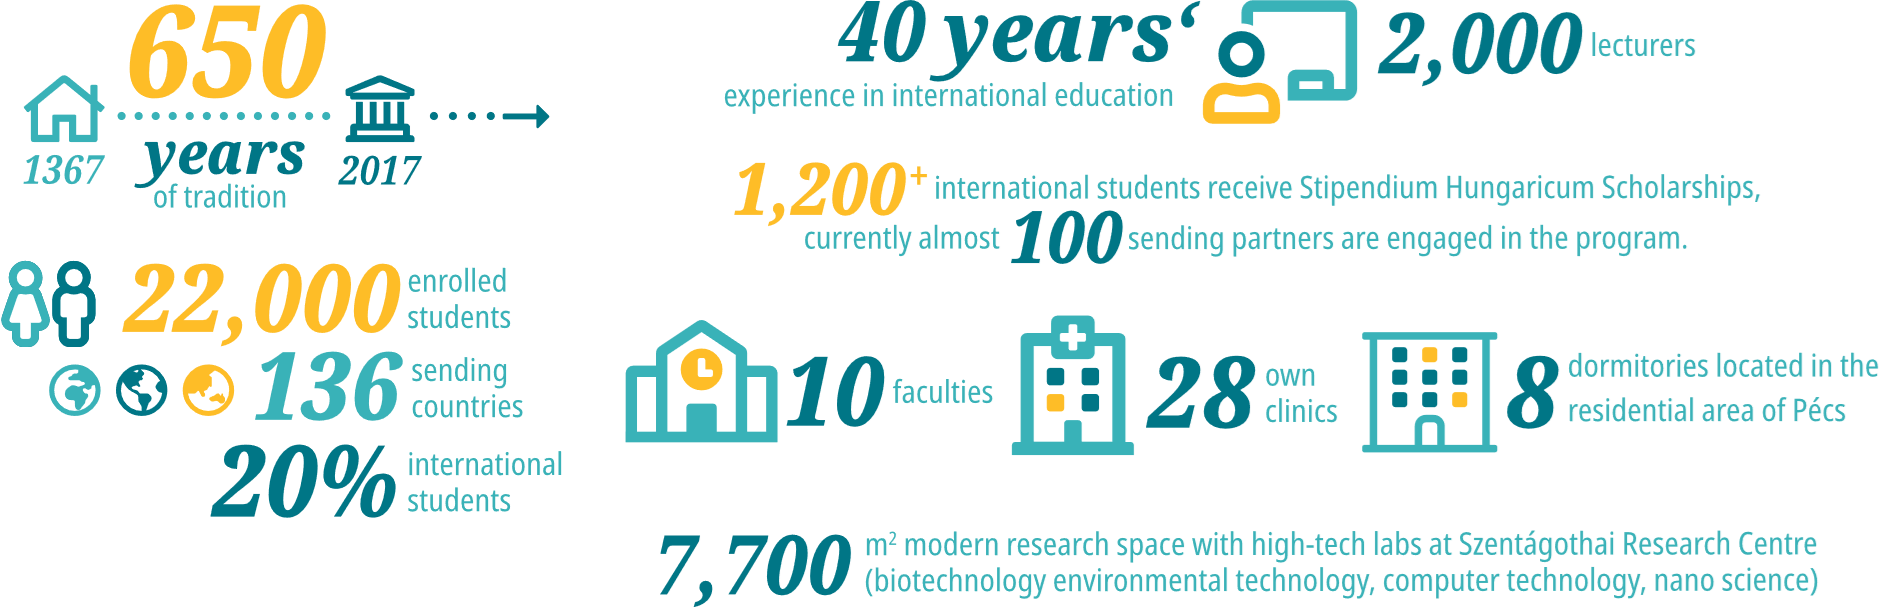 650
years
of tradition
1367
2017
22,000 enrolled
students
136 sending
countries
20% international
students
40 years‘
experience in international education
2,000 lecturers
1,200+ international students receive Stipendium Hungaricum Scholarships,
currently almost 100 sending partners are engaged in the program.
10 faculties
28 own
clinics
8 dormitories located in the
residential area of Pécs
7,700 m² modern research space with high-tech labs at Szentágothai Research Centre
(biotechnology environmental technology, computer technology, nano science)